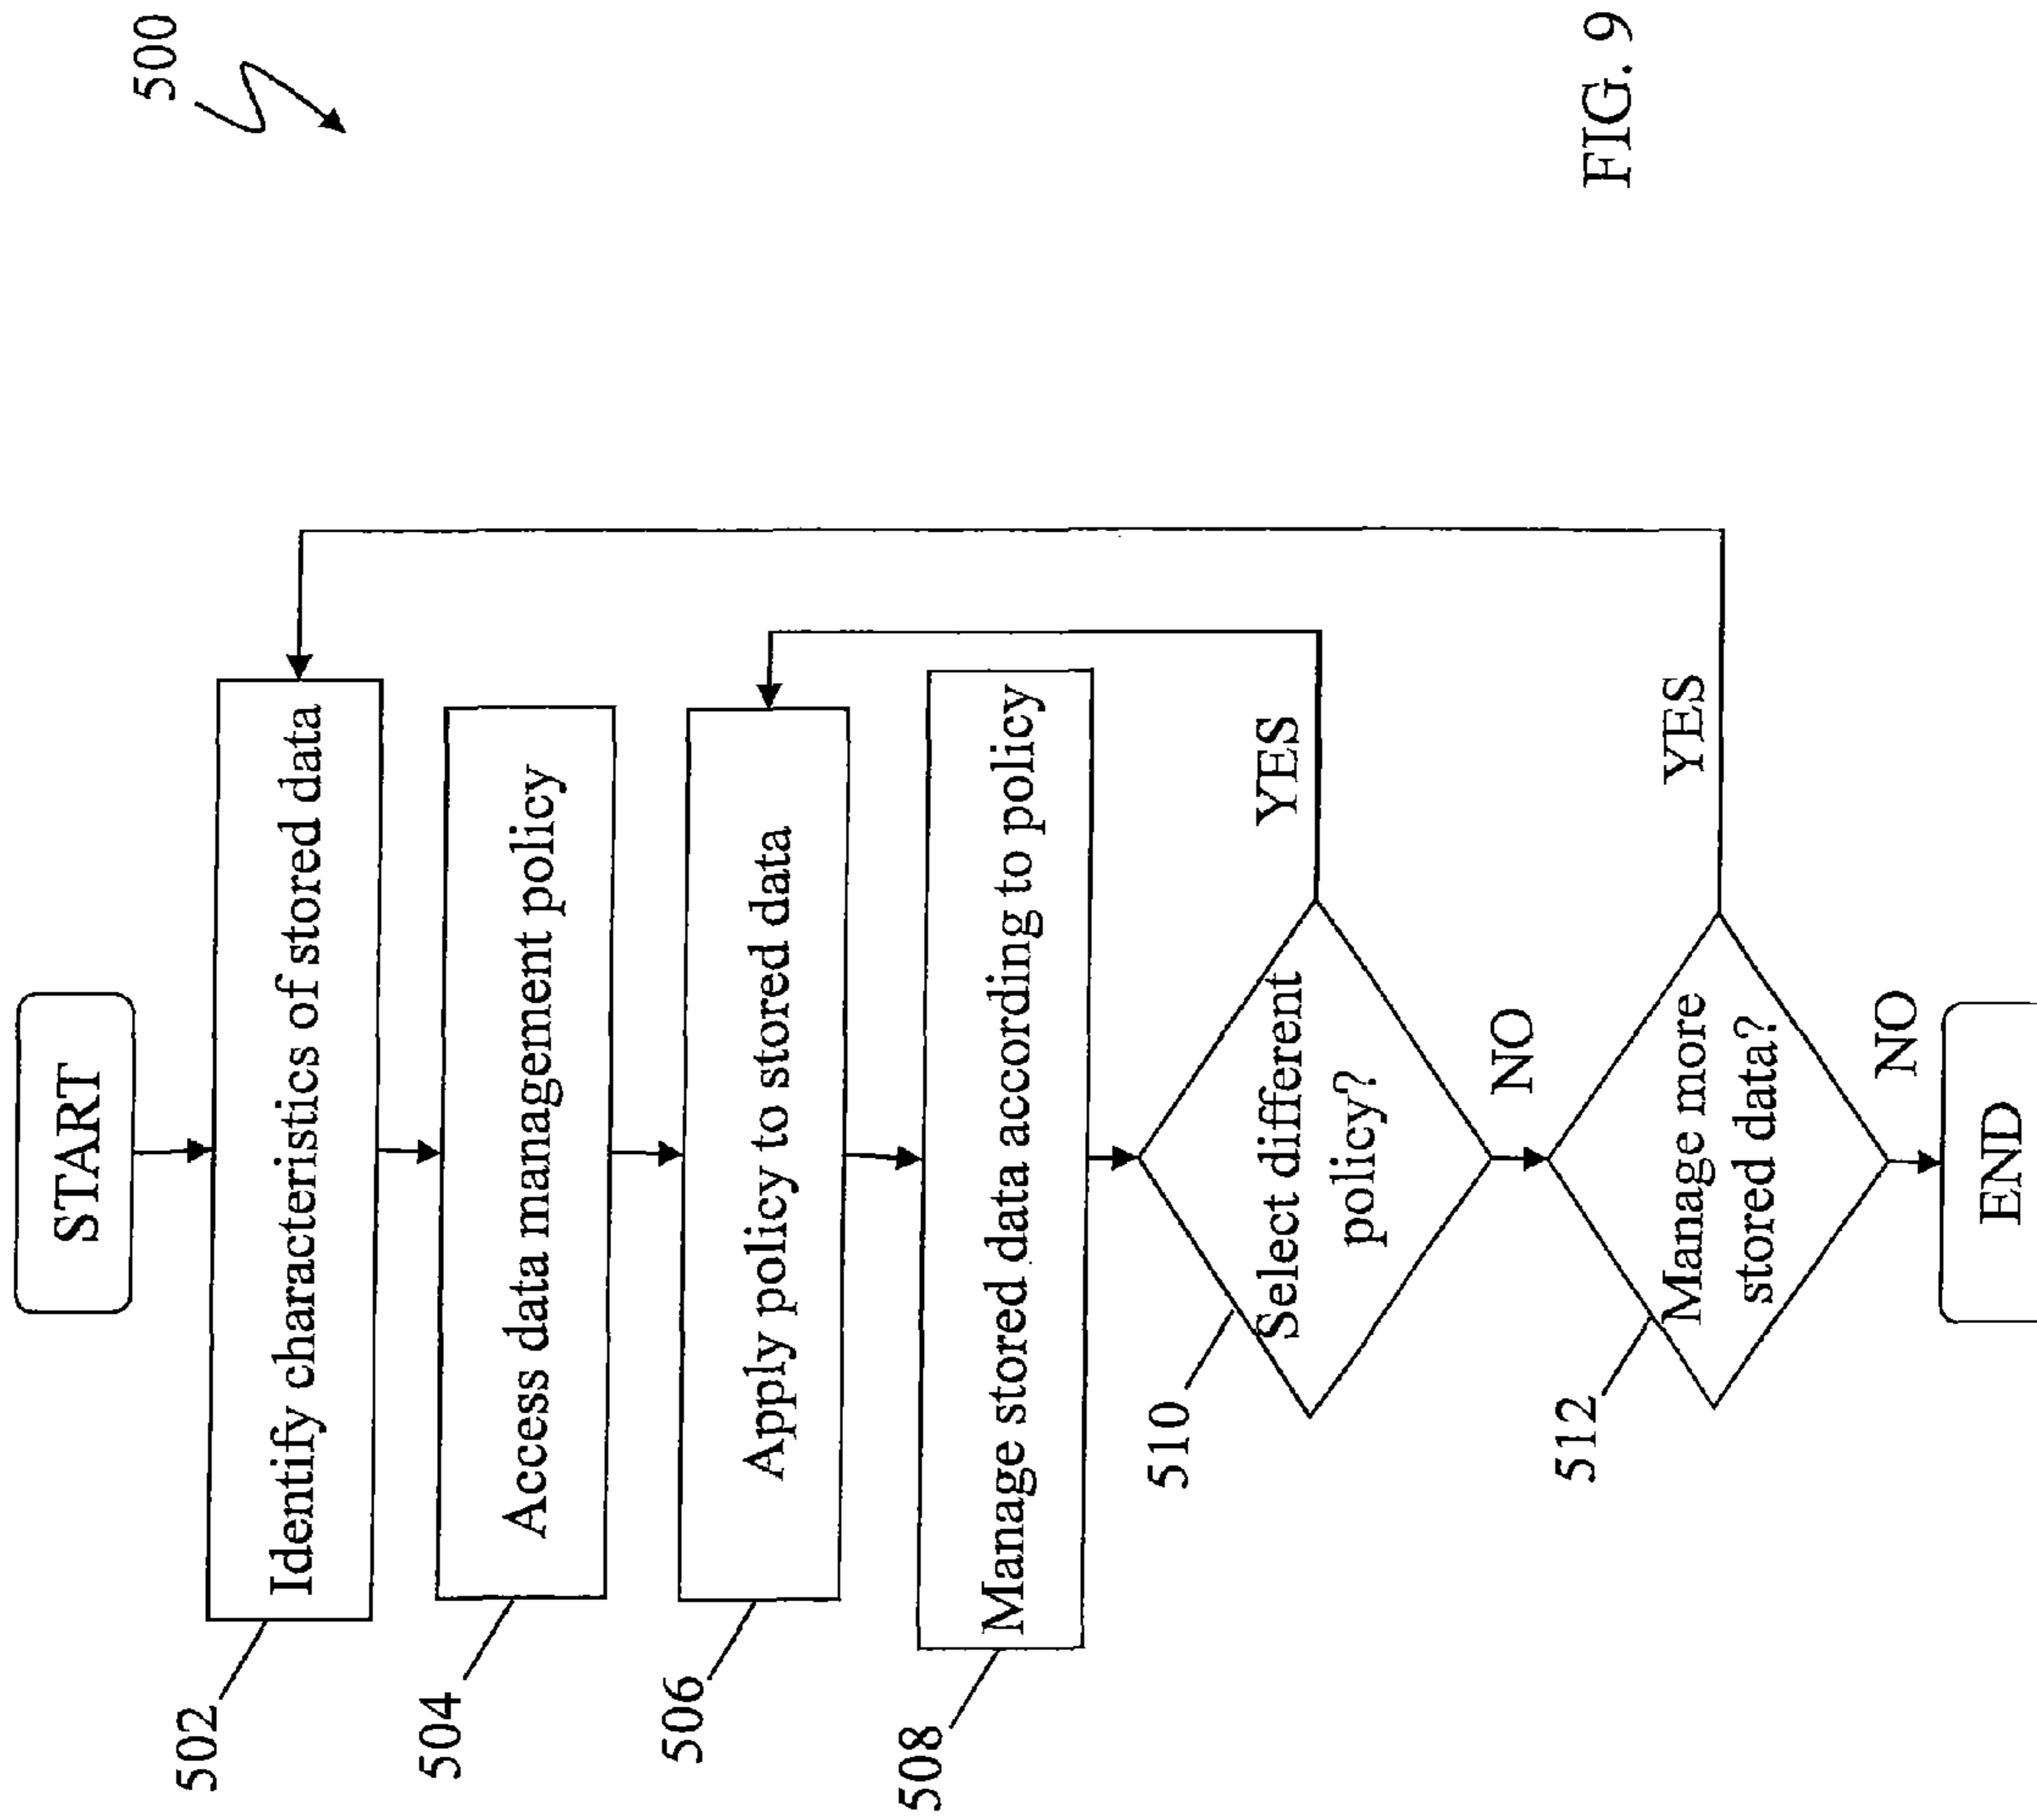 500
START
502
Identify characteristics of stored data
504
Access data management policy
506
Apply policy to stored data
508
Manage stored data according to policy
510
Select different
policy?
YES
NO
512
Manage more
stored data?
YES
NO
END
FIG. 9